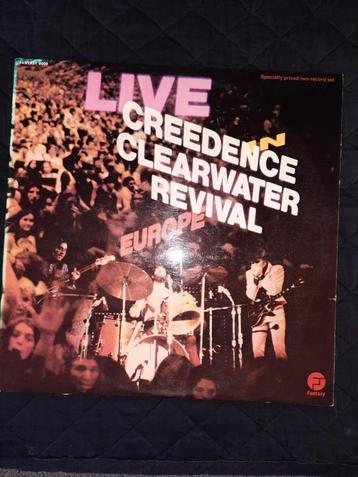 Specially priced two-record set
LIVE
IN
CREEDENCE
CLEARWATER
REVIVAL
EUROPE
Fantasy